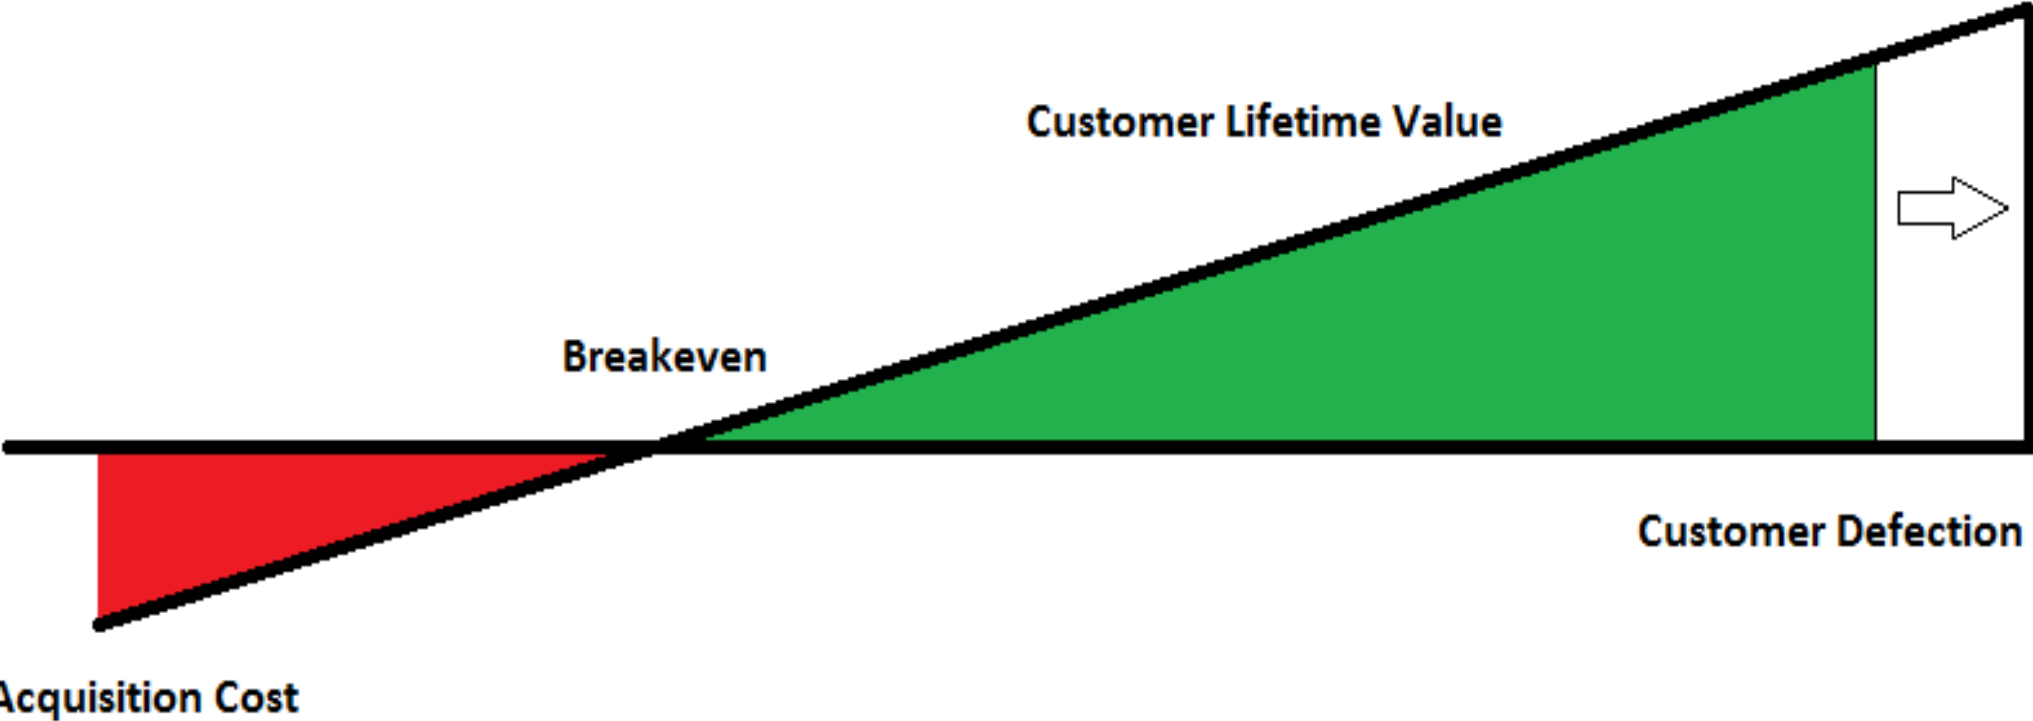 Customer Lifetime Value
Breakeven
Customer Defection
Acquisition Cost